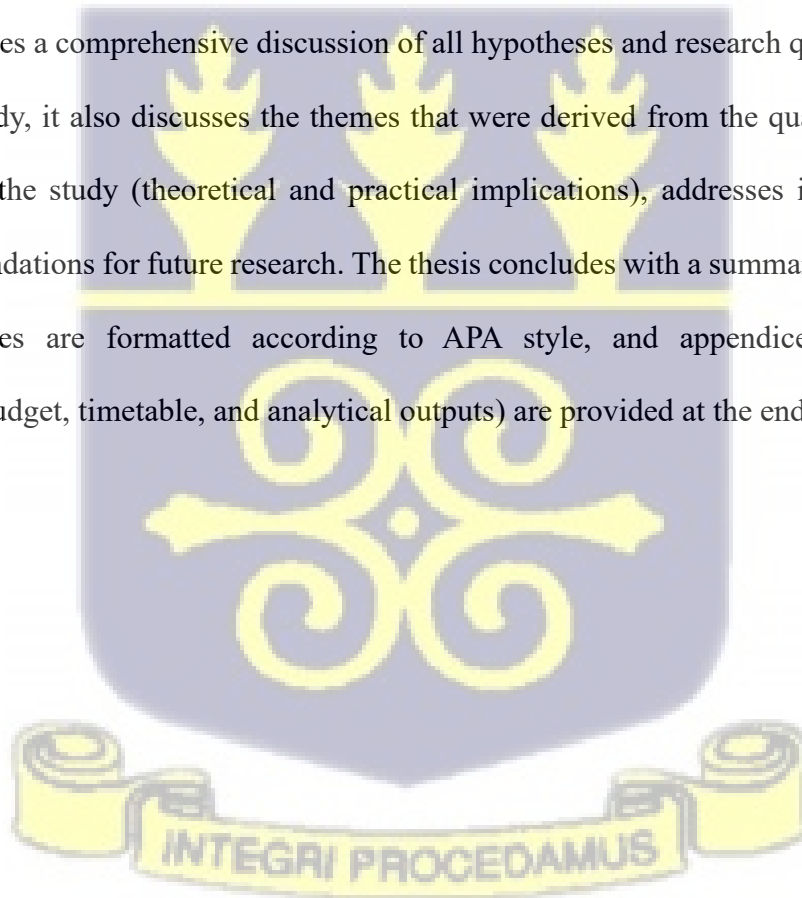 es a comprehensive discussion of all hypotheses and research q
dy, it also discusses the themes that were derived from the qua
the study (theoretical and practical implications), addresses i
ndations for future research. The thesis concludes with a summa
es are formatted according to APA style, and appendice
udget, timetable, and analytical outputs) are provided at the end
INTEGRI PROCEDAMUS